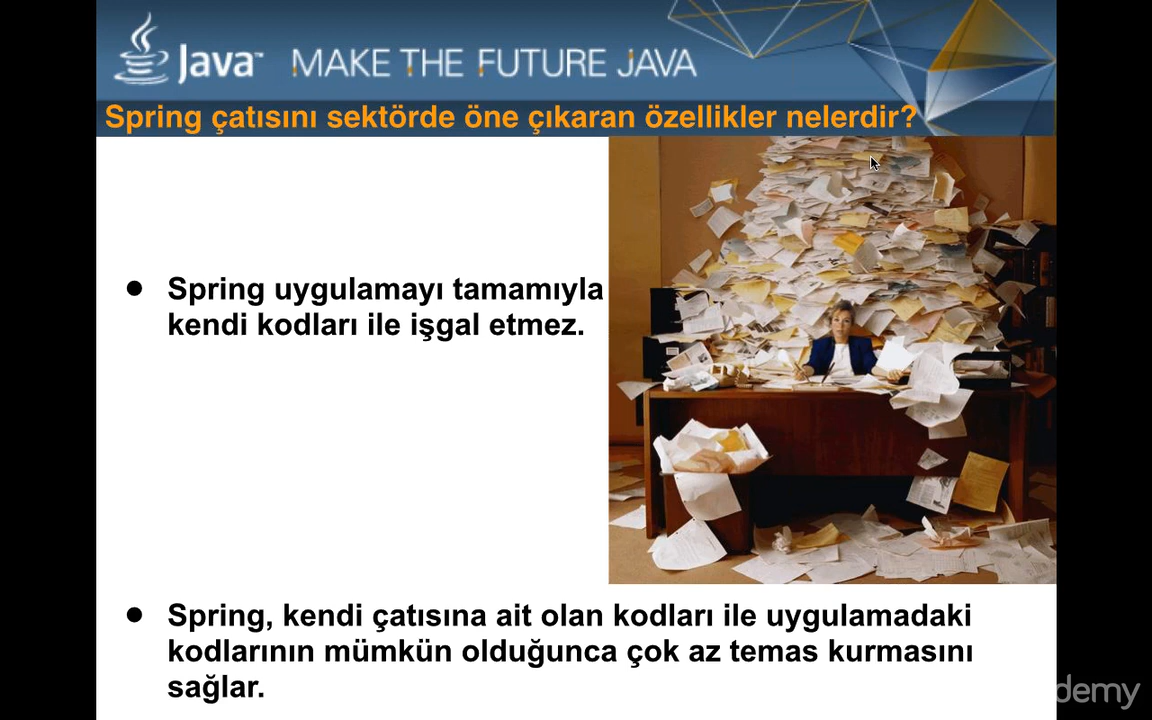 Java™ MAKE THE FUTURE JAVA
Spring çatısını sektörde öne çıkaran özellikler nelerdir?
● Spring uygulamayı tamamıyla
kendi kodları ile işgal etmez.
● Spring, kendi çatısına ait olan kodları ile uygulamadaki
kodlarının mümkün olduğunca çok az temas kurmasını
sağlar.
demy